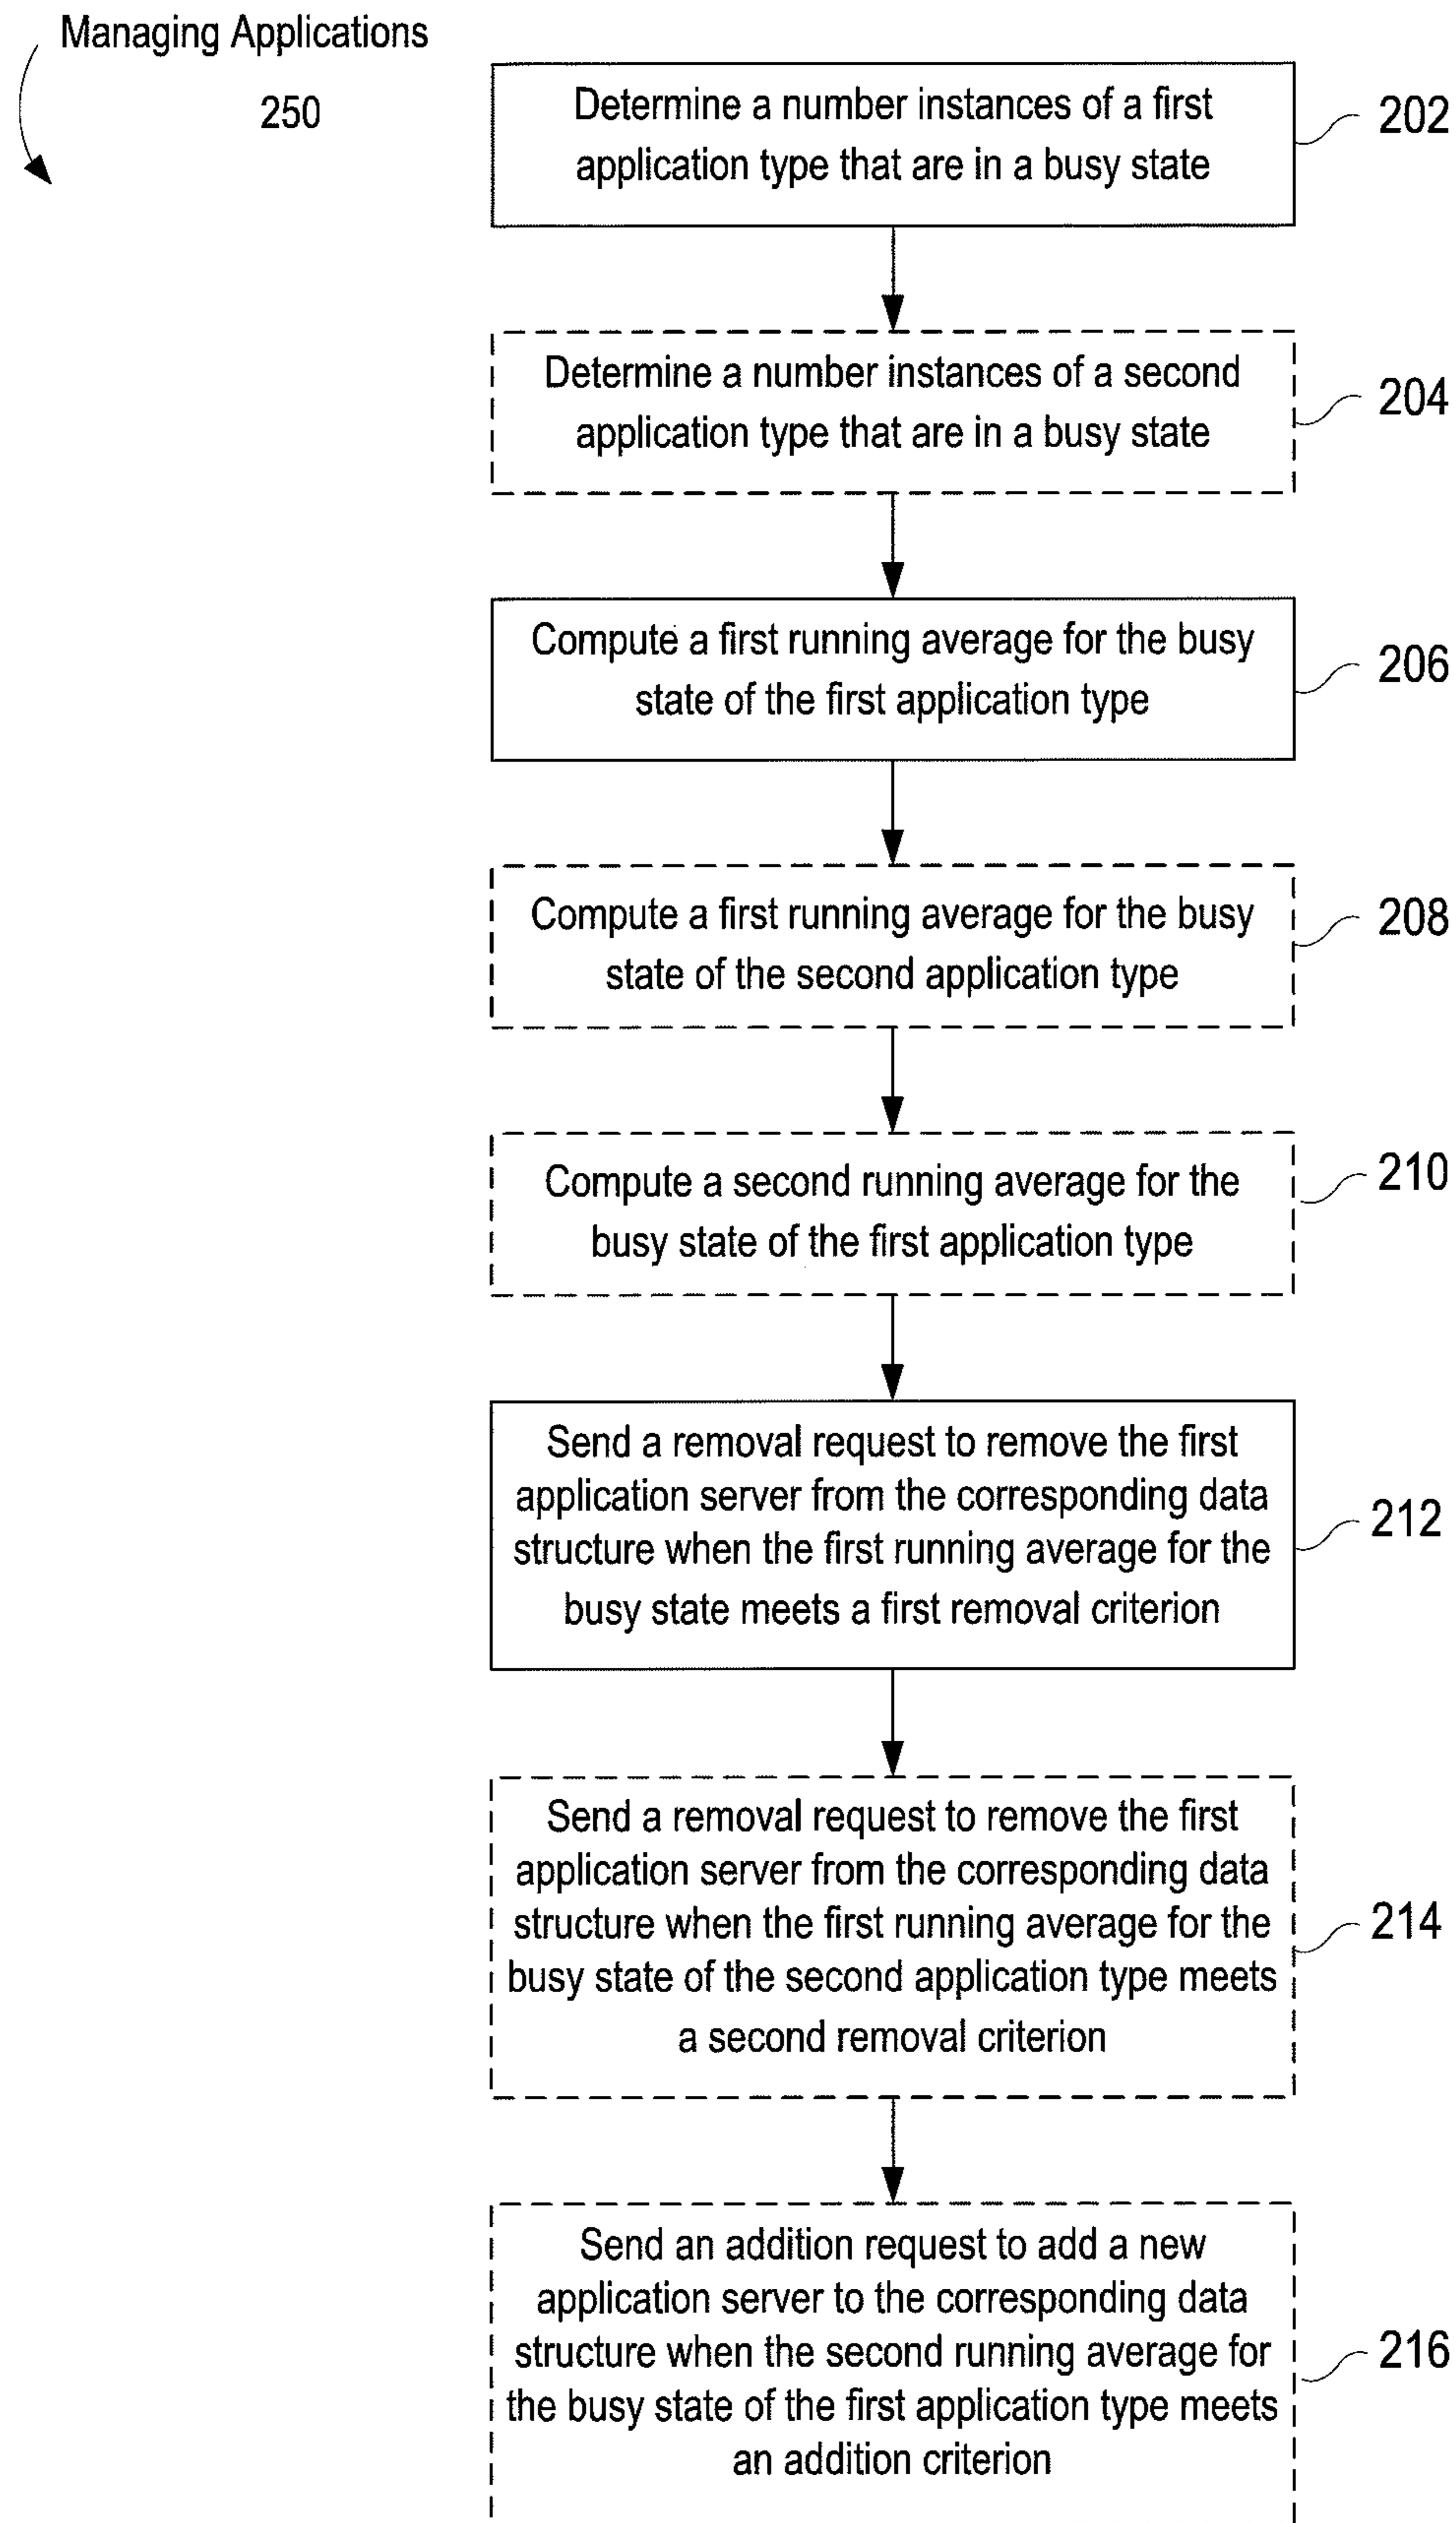 Managing Applications
250
Determine a number instances of a first
application type that are in a busy state
202
Determine a number instances of a second
application type that are in a busy state
204
Compute a first running average for the busy
state of the first application type
206
Compute a first running average for the busy
state of the second application type
208
Compute a second running average for the
busy state of the first application type
210
Send a removal request to remove the first
application server from the corresponding data
structure when the first running average for the
busy state meets a first removal criterion
212
Send a removal request to remove the first
application server from the corresponding data
structure when the first running average for the
busy state of the second application type meets
a second removal criterion
214
Send an addition request to add a new
application server to the corresponding data
structure when the second running average for
the busy state of the first application type meets
an addition criterion
216